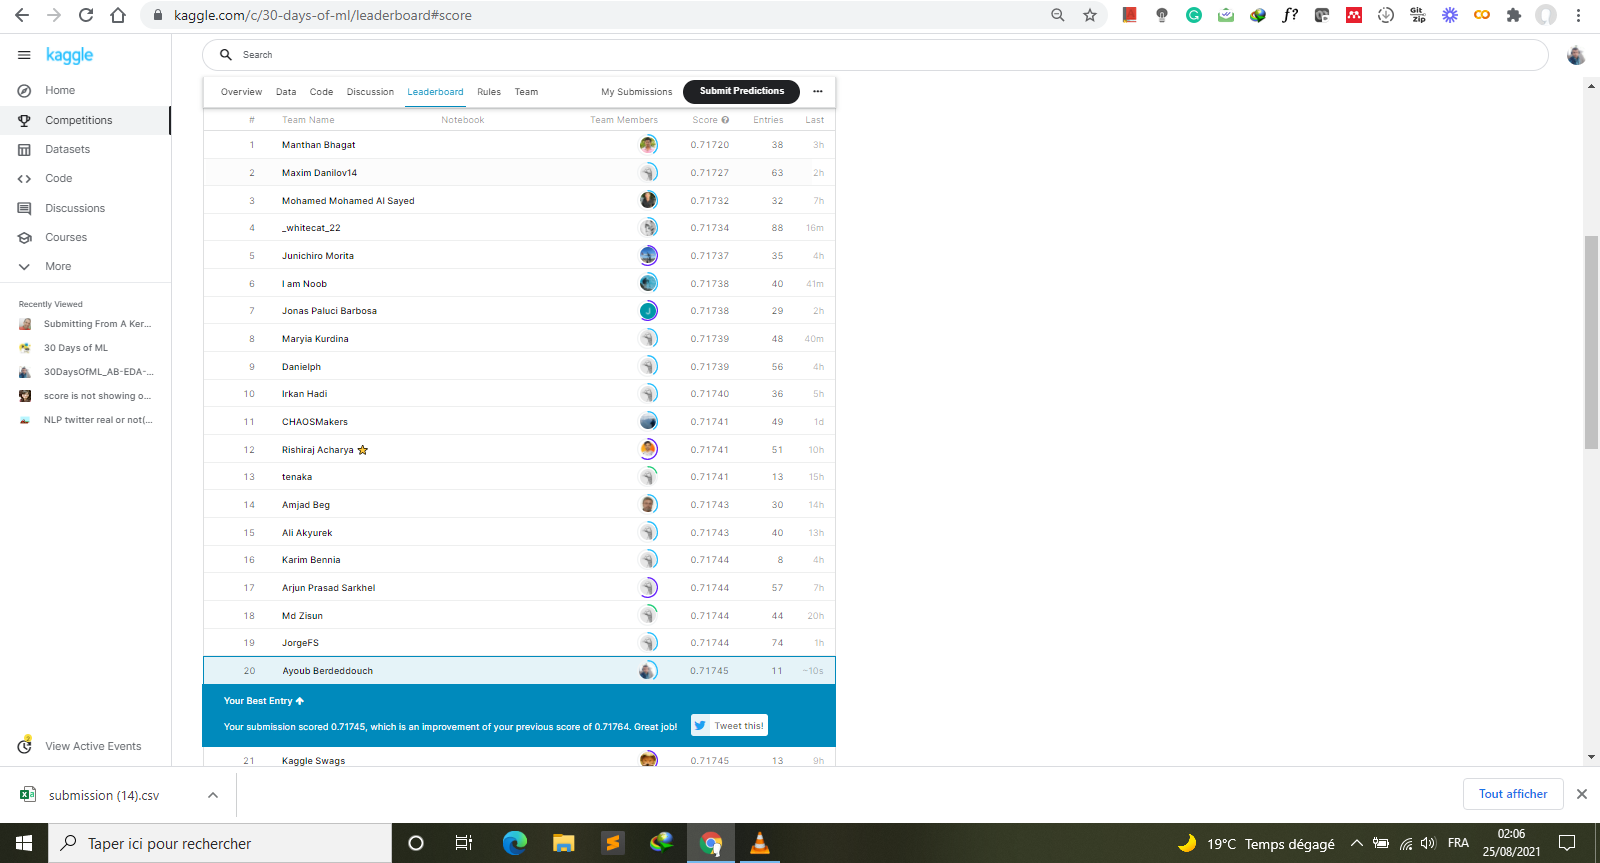 kaggle.com/c/30-days-of-ml/leaderboard#score
f?
Git
Zip
kaggle
Search
Home
Competitions
Datasets
Code
Discussions
Courses
More
Recently Viewed
Submitting From A Ker...
30 Days of ML
30DaysOfML_AB-EDA-...
score is not showing o...
NLP twitter real or not(...
View Active Events
Overview Data Code Discussion Leaderboard Rules Team My Submissions Submit Predictions
# Team Name Notebook Team Members Score Entries Last
1 Manthan Bhagat 0.71720 38 3h
2 Maxim Danilov14 0.71727 63 2h
3 Mohamed Mohamed Al Sayed 0.71732 32 7h
4 _whitecat_22 0.71734 88 16m
5 Junichiro Morita 0.71737 35 4h
6 I am Noob 0.71738 40 41m
7 Jonas Paluci Barbosa J 0.71738 29 2h
8 Maryia Kurdina 0.71739 48 40m
9 Danielph 0.71739 56 4h
10 Irkan Hadi 0.71740 36 5h
11 CHAOSMakers 0.71741 49 1d
12 Rishiraj Acharya 0.71741 51 10h
13 tenaka 0.71741 13 15h
14 Amjad Beg 0.71743 30 14h
15 Ali Akyurek 0.71743 40 13h
16 Karim Bennia 0.71744 8 4h
17 Arjun Prasad Sarkhel 0.71744 57 7h
18 Md Zisun 0.71744 44 20h
19 JorgeFS 0.71744 74 1h
20 Ayoub Berdeddouch 0.71745 11 ~10s
Your Best Entry
Your submission scored 0.71745, which is an improvement of your previous score of 0.71764. Great job! Tweet this!
21 Kaggle Swags 0.71745 13 9h
submission (14).csv
Tout afficher
Taper ici pour rechercher
19°C Temps dégagé
FRA
02:06
25/08/2021